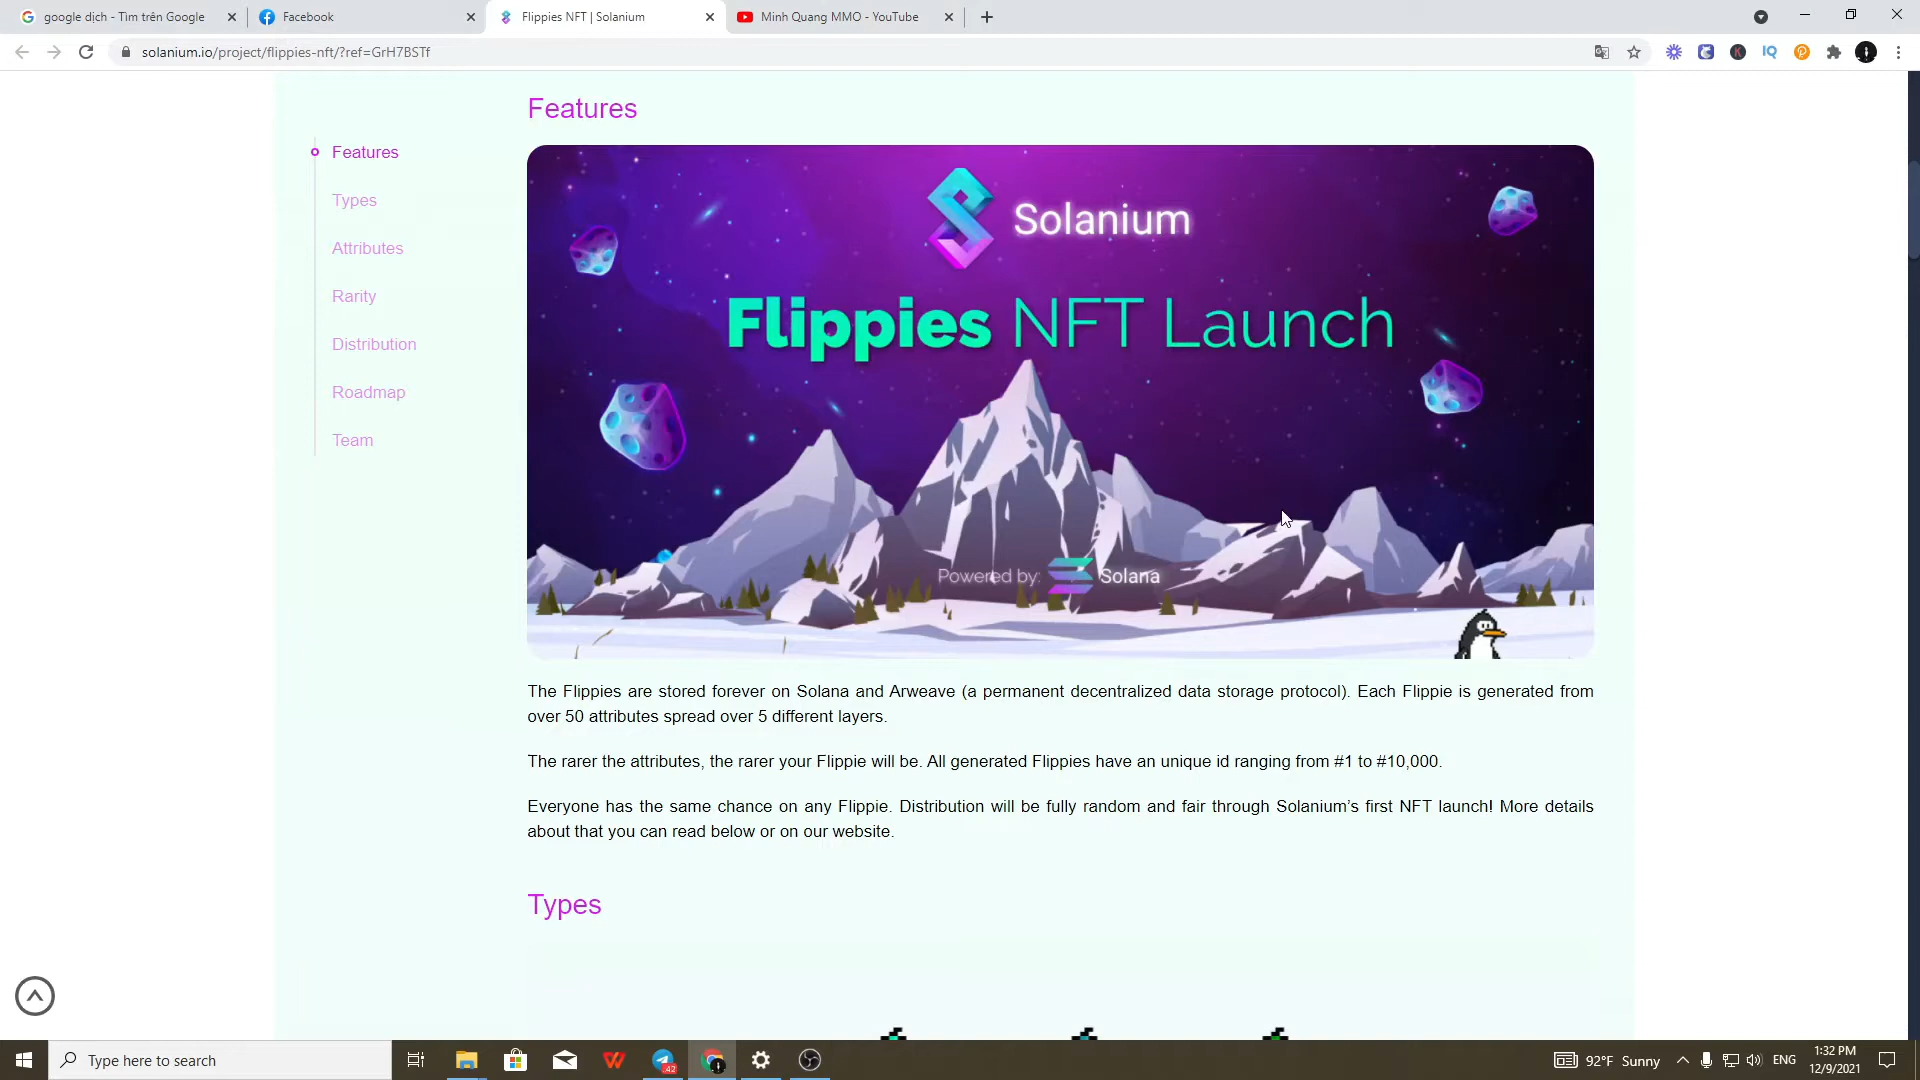 google dịch - Tìm trên Google
Facebook
Flippies NFT | Solanium
Minh Quang MMO - YouTube
solanium.io/project/flippies-nft/?ref=GrH7BSTf
IQ
Features
Features
Types
Attributes
Rarity
Distribution
Roadmap
Team
Solanium
Flippies NFT Launch
Powered by: Solana
The Flippies are stored forever on Solana and Arweave (a permanent decentralized data storage protocol). Each Flippie is generated from
over 50 attributes spread over 5 different layers.
The rarer the attributes, the rarer your Flippie will be. All generated Flippies have an unique id ranging from #1 to #10,000.
Everyone has the same chance on any Flippie. Distribution will be fully random and fair through Solanium’s first NFT launch! More details
about that you can read below or on our website.
Types
Type here to search
42
92°F Sunny
ENG
1:32 PM
12/9/2021